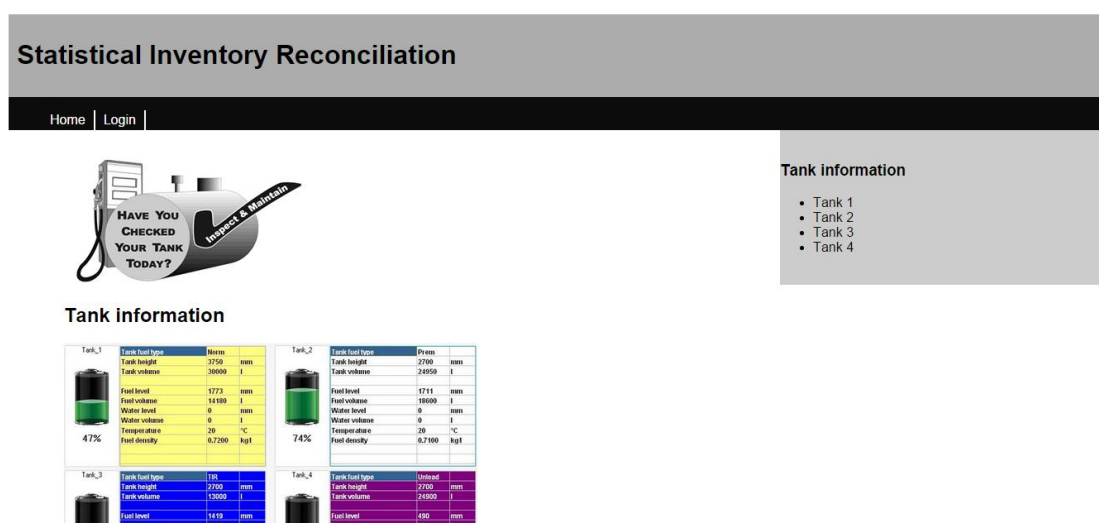 Statistical Inventory Reconciliation
Home Login
HAVE YOU
CHECKED
YOUR TANK
TODAY?
Inspect & Maintain
Tank information
Tank 1
Tank 2
Tank 3
Tank 4
Tank information
Tank_1
Tank fuel type Norm
Tank height 3750 mm
Tank volume 30000 l
Fuel level 1773 mm
Fuel volume 14180 l
Water level 0 mm
Water volume 0 l
Temperature 20 °C
Fuel density 0.7200 kg1
47%
Tank_2
Tank fuel type Prem
Tank height 2700 mm
Tank volume 24950 l
Fuel level 1711 mm
Fuel volume 18600 l
Water level 0 mm
Water volume 0 l
Temperature 20 °C
Fuel density 0.7100 kg1
74%
Tank_3
Tank fuel type TIR
Tank height 2700 mm
Tank volume 13000 l
Fuel level 1419 mm
Tank_4
Tank fuel type Unlead
Tank height 2700 mm
Tank volume 24900 l
Fuel level 490 mm